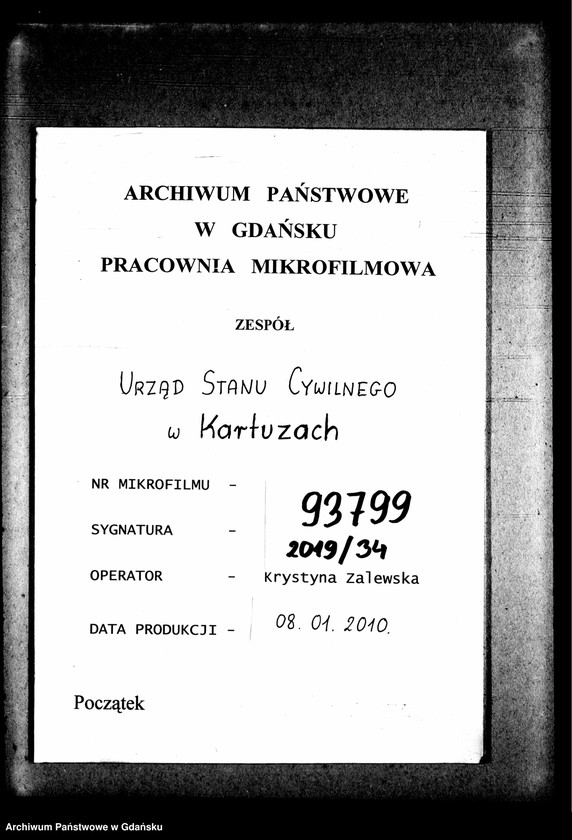 ARCHIWUM PAŃSTWOWE
W GDAŃSKU
PRACOWNIA MIKROFILMOWA
ZESPÓŁ
URZĄD STANU CYWILNEGO
w Kartuzach
NR MIKROFILMU - 93799
SYGNATURA - 2019/34
OPERATOR - Krystyna Zalewska
DATA PRODUKCJI - 08.01.2010.
Początek
Archiwum Państwowe w Gdańsku